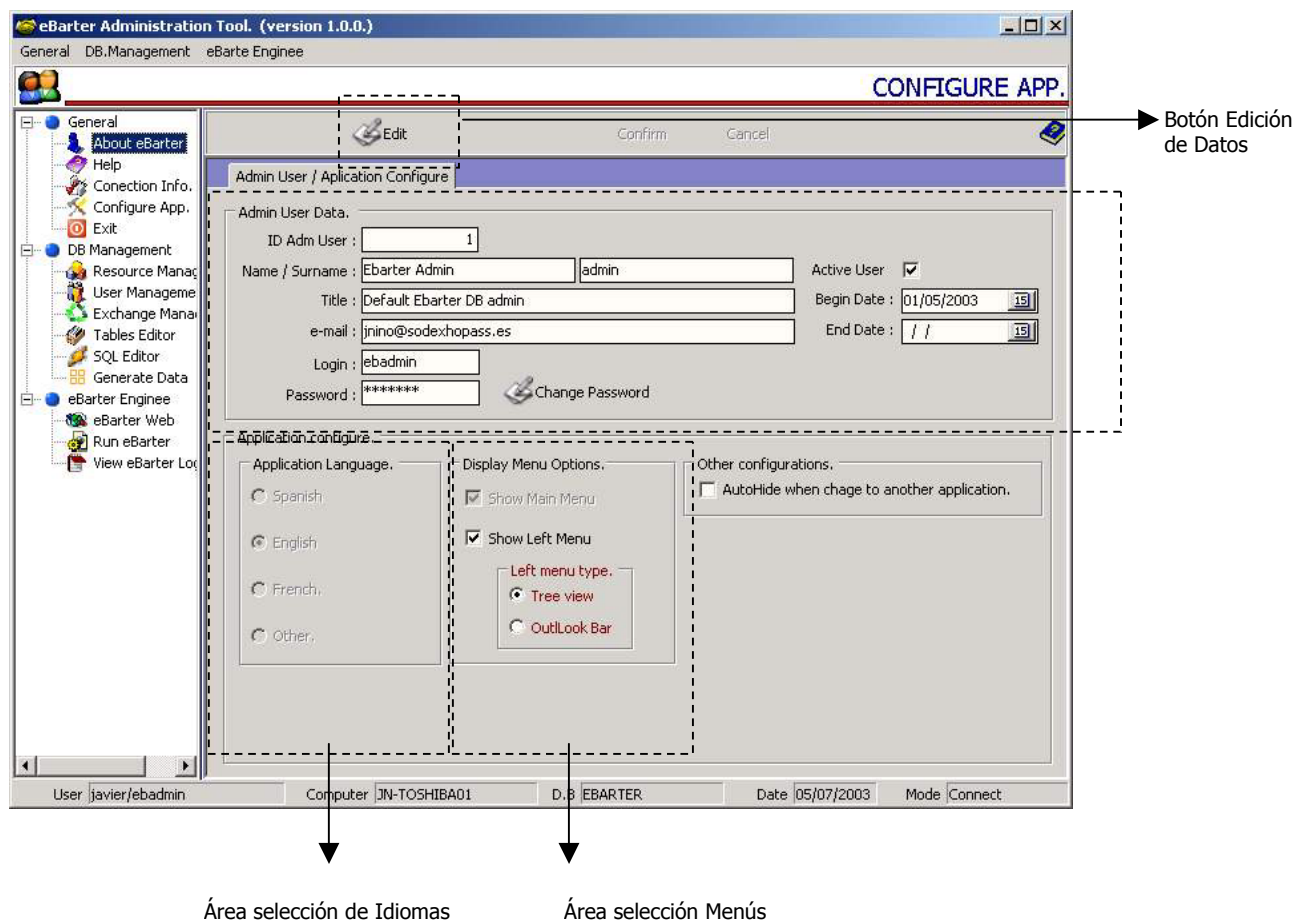 eBarter Administration Tool. (version 1.0.0.)
General DB.Management eBarte Enginee
CONFIGURE APP.
General
About eBarter
Help
Conection Info.
Configure App.
Exit
DB Management
Resource Manag
User Manageme
Exchange Mana
Tables Editor
SQL Editor
Generate Data
eBarter Enginee
eBarter Web
Run eBarter
View eBarter Log
Edit Confirm Cancel
Botón Edición
de Datos
Admin User / Aplication Configure
Admin User Data.
ID Adm User : 1
Name / Surname : Ebarter Admin admin Active User
Title : Default Ebarter DB admin Begin Date : 01/05/2003 15
e-mail : jnino@sodexhopass.es End Date : / / 15
Login : ebadmin
Password : ******* Change Password
Application configure.
Application Language.
Spanish
English
French.
Other.
Display Menu Options.
Show Main Menu
Show Left Menu
Left menu type.
Tree view
OutlLook Bar
Other configurations.
AutoHide when chage to another application.
User javier/ebadmin Computer JN-TOSHIBA01 D.B EBARTER Date 05/07/2003 Mode Connect
Área selección de Idiomas Área selección Menús